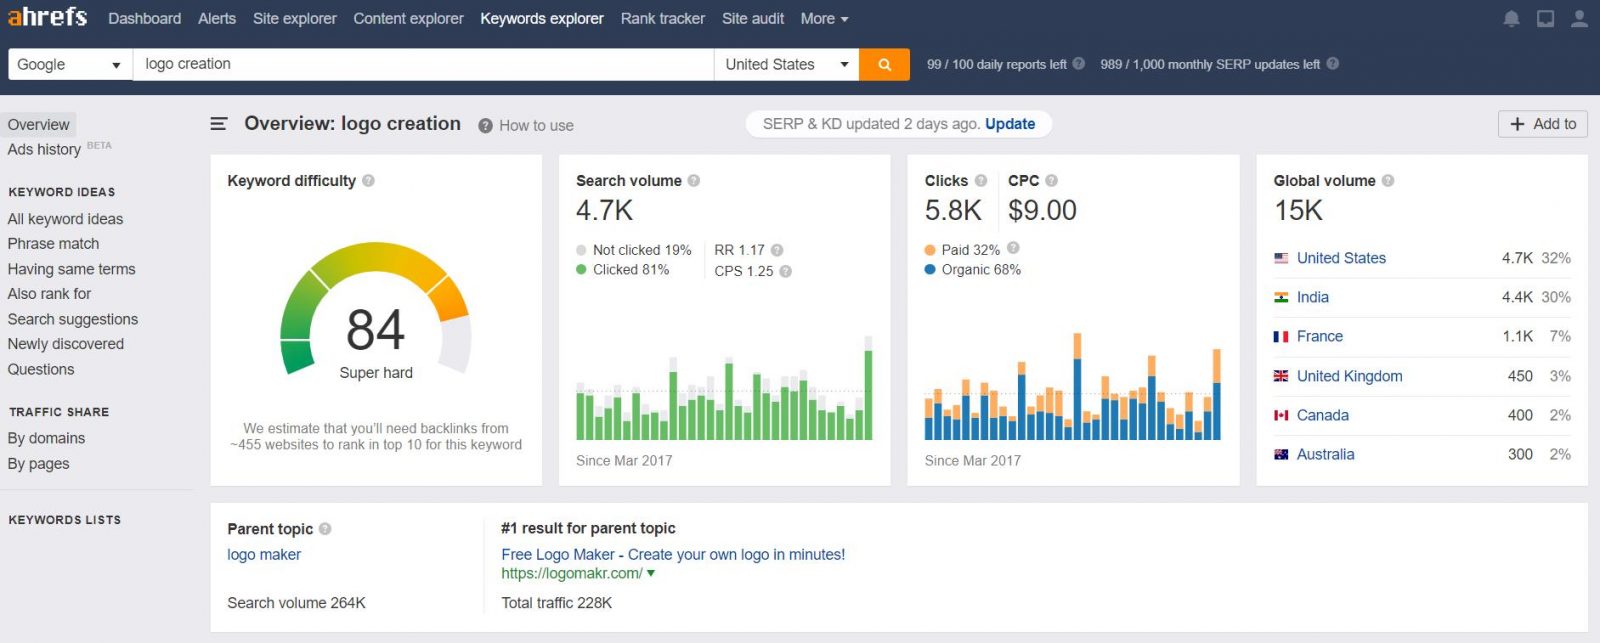 ahrefs Dashboard Alerts Site explorer Content explorer Keywords explorer Rank tracker Site audit More
Google logo creation United States 99 / 100 daily reports left ? 989 / 1,000 monthly SERP updates left ?
Overview
Ads history BETA
KEYWORD IDEAS
All keyword ideas
Phrase match
Having same terms
Also rank for
Search suggestions
Newly discovered
Questions
TRAFFIC SHARE
By domains
By pages
KEYWORDS LISTS
Overview: logo creation ? How to use
SERP & KD updated 2 days ago. Update
+ Add to
Keyword difficulty ?
84
Super hard
We estimate that you'll need backlinks from
~455 websites to rank in top 10 for this keyword
Search volume ?
4.7K
Not clicked 19% RR 1.17 ?
Clicked 81% CPS 1.25 ?
Since Mar 2017
Clicks ? CPC ?
5.8K $9.00
Paid 32% ?
Organic 68%
Since Mar 2017
Global volume ?
15K
United States 4.7K 32%
India 4.4K 30%
France 1.1K 7%
United Kingdom 450 3%
Canada 400 2%
Australia 300 2%
Parent topic ?
logo maker
Search volume 264K
#1 result for parent topic
Free Logo Maker - Create your own logo in minutes!
https://logomakr.com/
Total traffic 228K